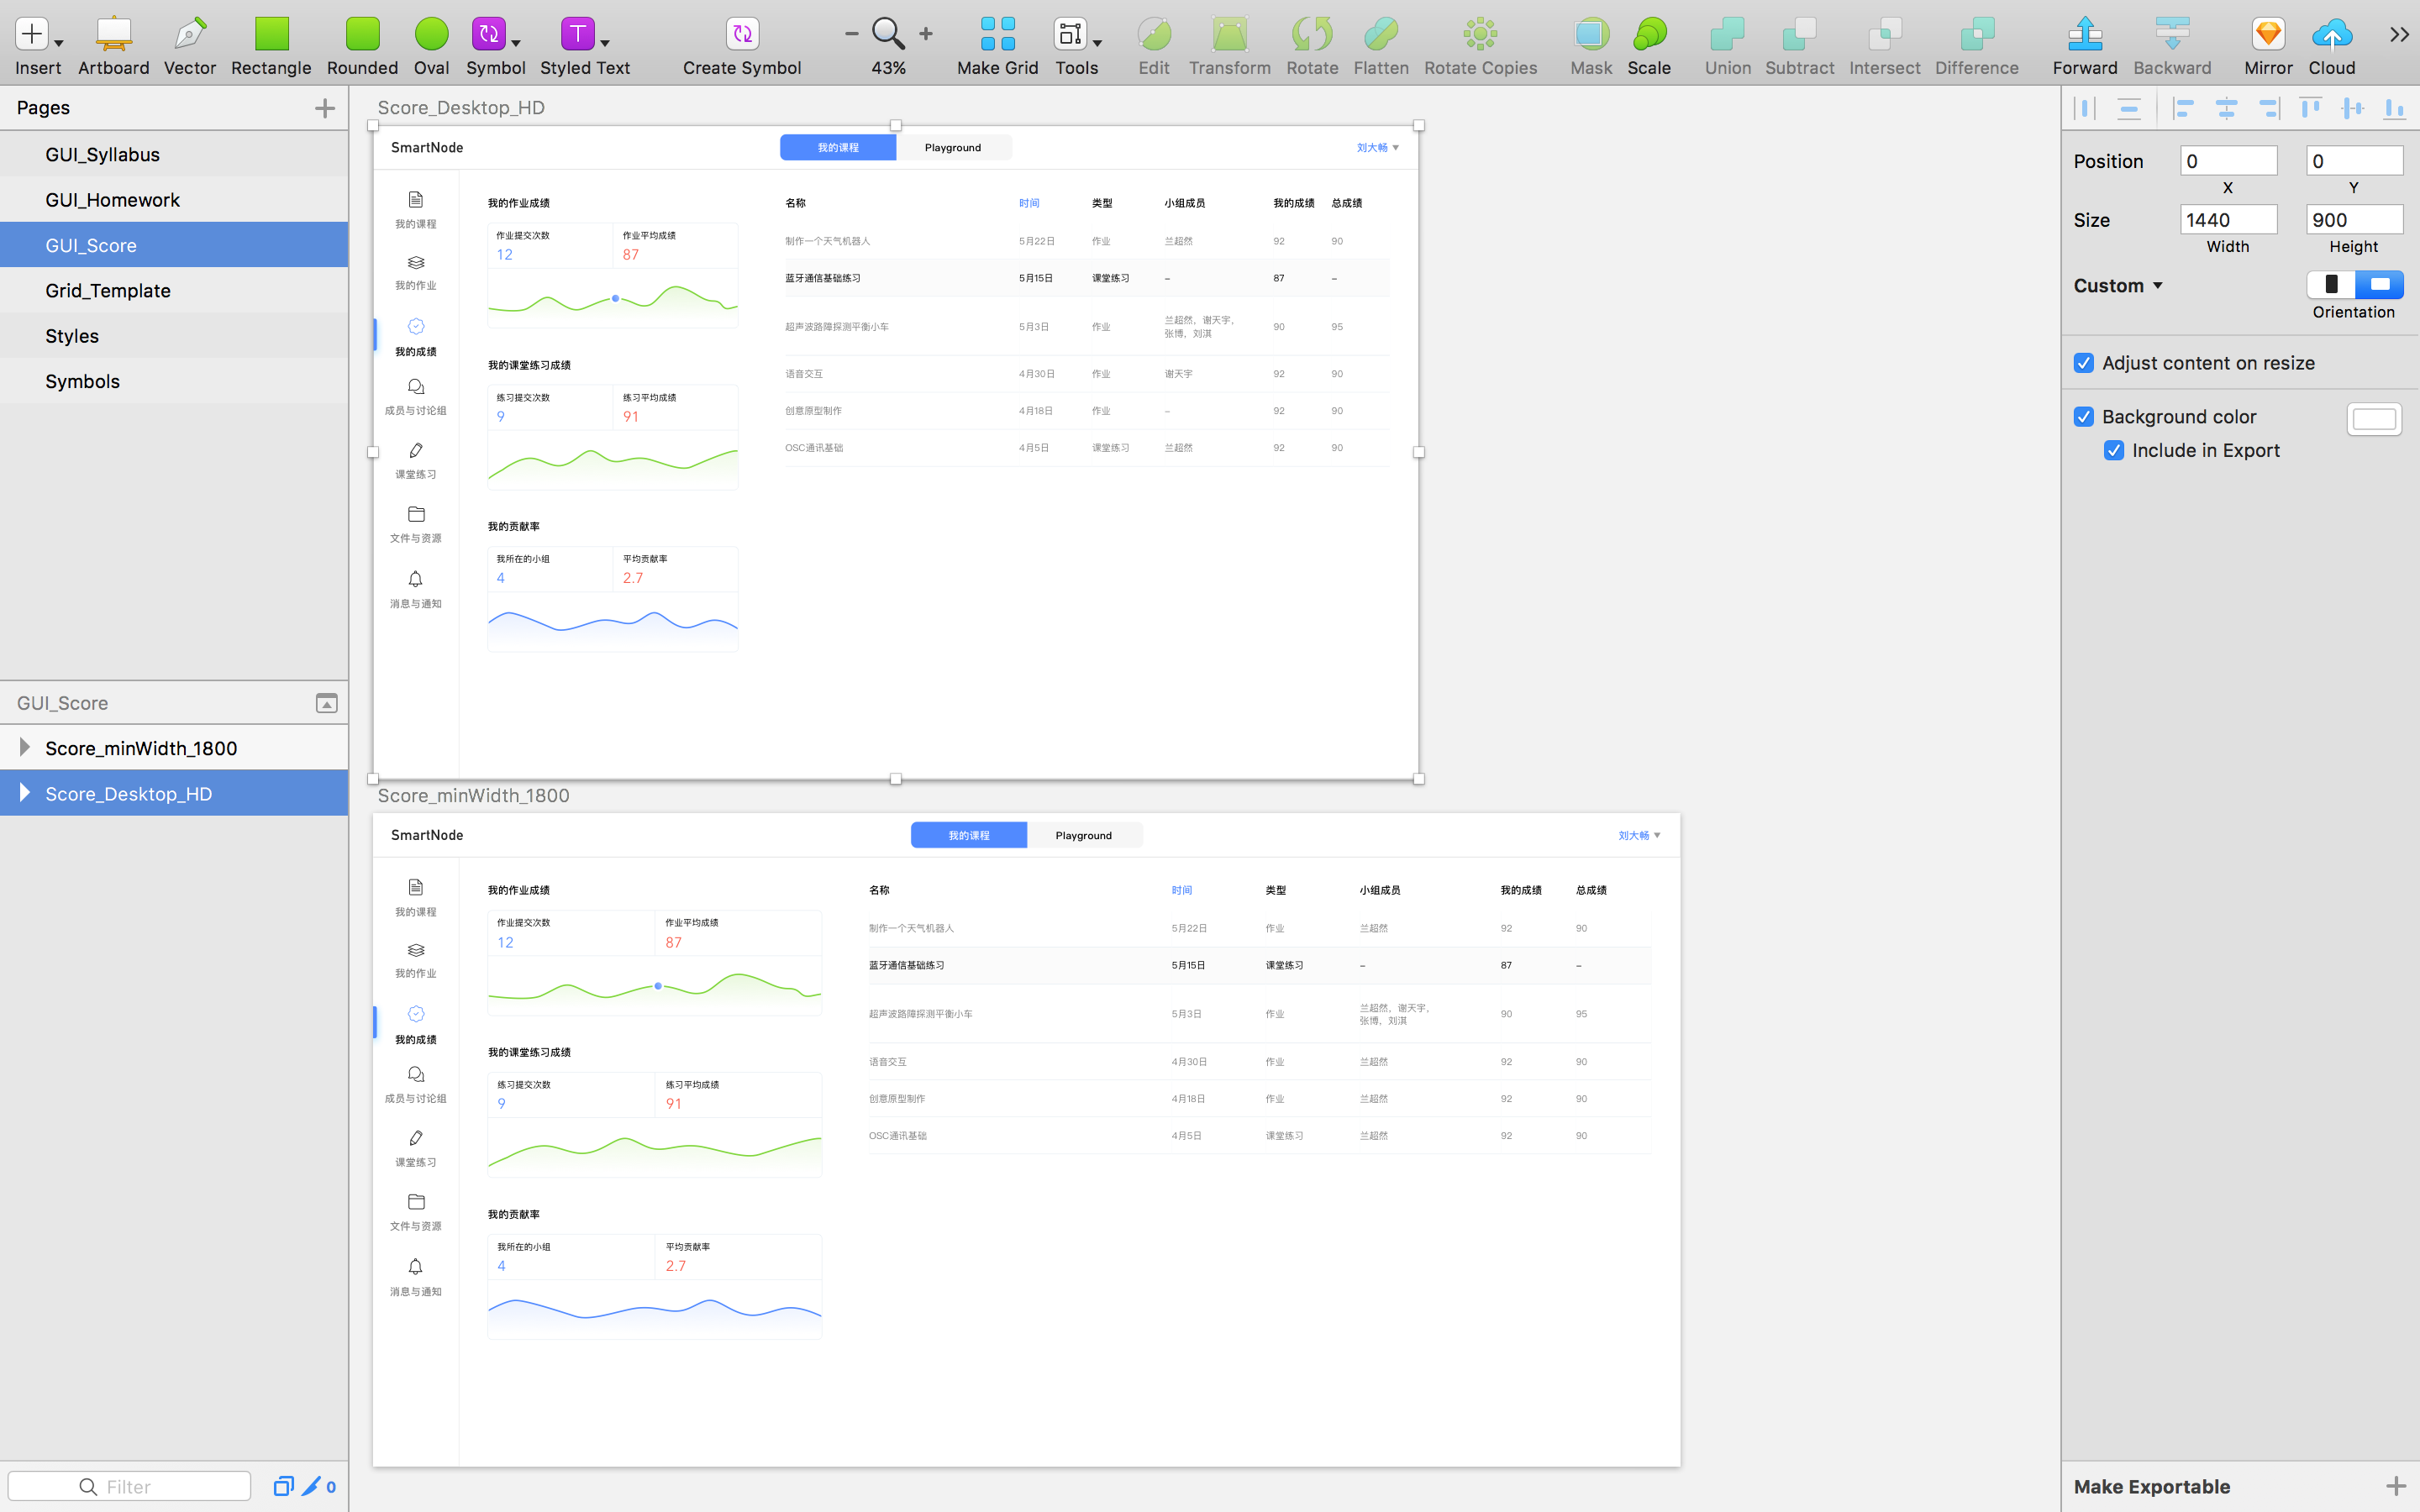 Insert Artboard Vector Rectangle Rounded Oval Symbol Styled Text Create Symbol 43% Make Grid Tools Edit Transform Rotate Flatten Rotate Copies Mask Scale Union Subtract Intersect Difference Forward Backward Mirror Cloud
Pages
GUI_Syllabus
GUI_Homework
GUI_Score
Grid_Template
Styles
Symbols
GUI_Score
Score_minWidth_1800
Score_Desktop_HD
Filter
0
Score_Desktop_HD
SmartNode 我的课程 Playground 刘大畅
我的课程
我的作业
我的成绩
成员与讨论组
课堂练习
文件与资源
消息与通知
我的作业成绩
作业提交次数 作业平均成绩
12 87
我的课堂练习成绩
练习提交次数 练习平均成绩
9 91
我的贡献率
我所在的小组 平均贡献率
4 2.7
名称 时间 类型 小组成员 我的成绩 总成绩
制作一个天气机器人 5月22日 作业 兰超然 92 90
蓝牙通信基础练习 5月15日 课堂练习 – 87 –
超声波路障探测平衡小车 5月3日 作业 兰超然，谢天宇， 90 95
张博，刘淇
语音交互 4月30日 作业 谢天宇 92 90
创意原型制作 4月18日 作业 – 92 90
OSC通讯基础 4月5日 课堂练习 兰超然 92 90
Score_minWidth_1800
SmartNode 我的课程 Playground 刘大畅
我的课程
我的作业
我的成绩
成员与讨论组
课堂练习
文件与资源
消息与通知
我的作业成绩
作业提交次数 作业平均成绩
12 87
我的课堂练习成绩
练习提交次数 练习平均成绩
9 91
我的贡献率
我所在的小组 平均贡献率
4 2.7
名称 时间 类型 小组成员 我的成绩 总成绩
制作一个天气机器人 5月22日 作业 兰超然 92 90
蓝牙通信基础练习 5月15日 课堂练习 – 87 –
超声波路障探测平衡小车 5月3日 作业 兰超然，谢天宇， 90 95
张博，刘淇
语音交互 4月30日 作业 兰超然 92 90
创意原型制作 4月18日 作业 兰超然 92 90
OSC通讯基础 4月5日 课堂练习 兰超然 92 90
Position 0 0
X Y
Size 1440 900
Width Height
Custom
Orientation
Adjust content on resize
Background color
Include in Export
Make Exportable